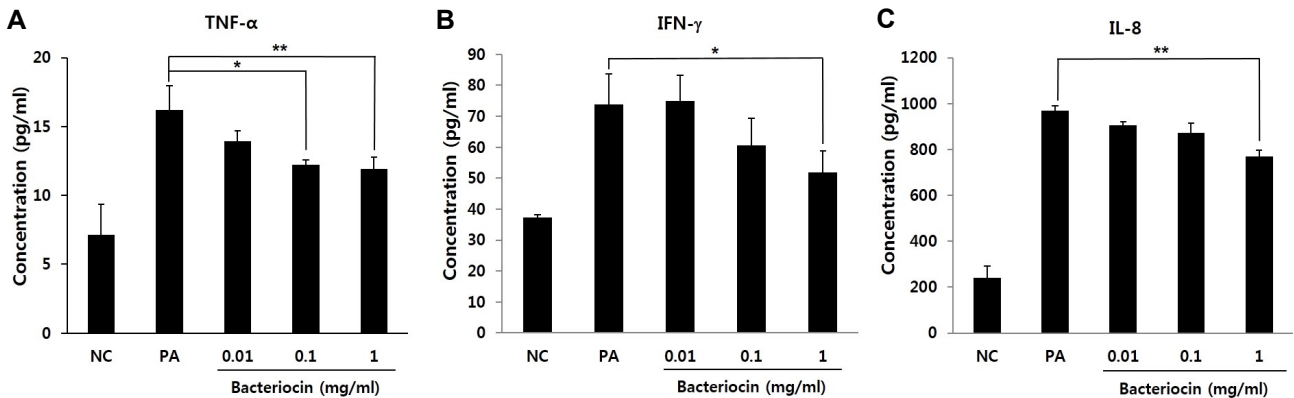 A
TNF-α
**
*
20
15
10
5
0
Concentration (pg/ml)
NC PA 0.01 0.1 1
Bacteriocin (mg/ml)
B
IFN-γ
*
90
80
70
60
50
40
30
20
10
0
Concentration (pg/ml)
NC PA 0.01 0.1 1
Bacteriocin (mg/ml)
C
IL-8
**
1200
1000
800
600
400
200
0
Concentration (pg/ml)
NC PA 0.01 0.1 1
Bacteriocin (mg/ml)